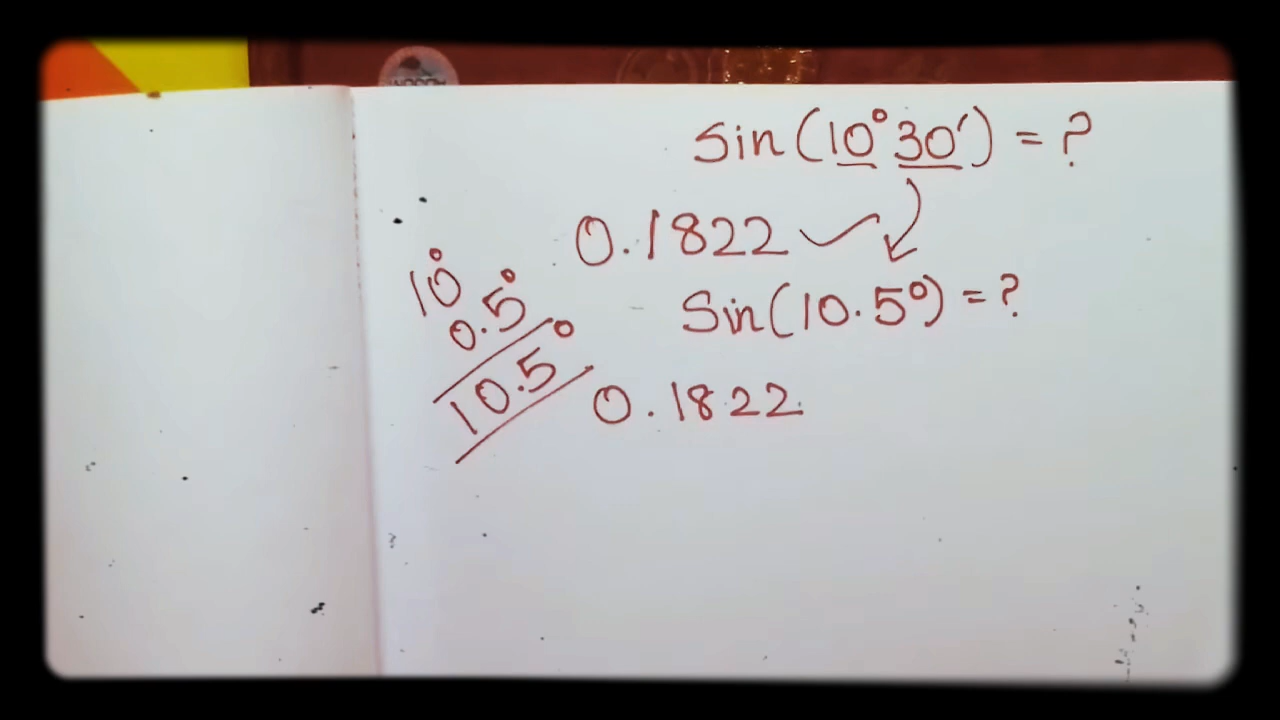 sin(10°30′) = ?
0.1822 ✓
sin(10.5°) = ?
10°
0.5°
10.5°
0.1822